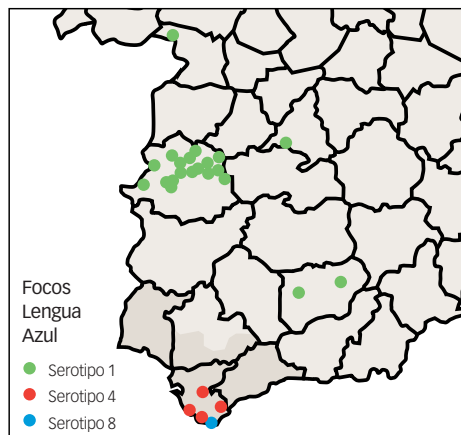 Focos
Lengua
Azul
Serotipo 1
Serotipo 4
Serotipo 8